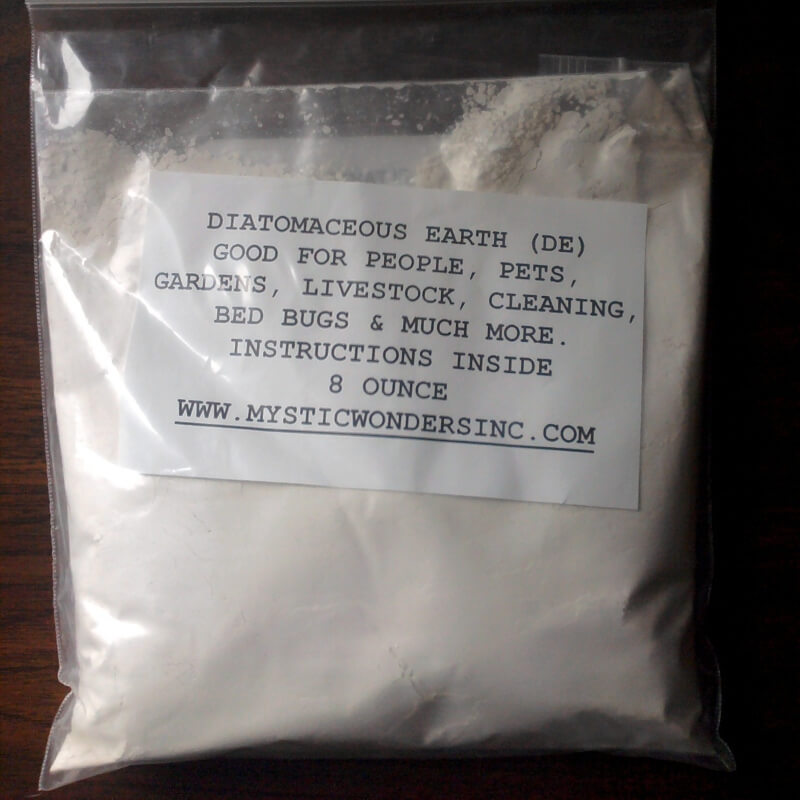 DIATOMACEOUS EARTH (DE)
GOOD FOR PEOPLE, PETS,
GARDENS, LIVESTOCK, CLEANING,
BED BUGS & MUCH MORE.
INSTRUCTIONS INSIDE
8 OUNCE
WWW.MYSTICWONDERSINC.COM